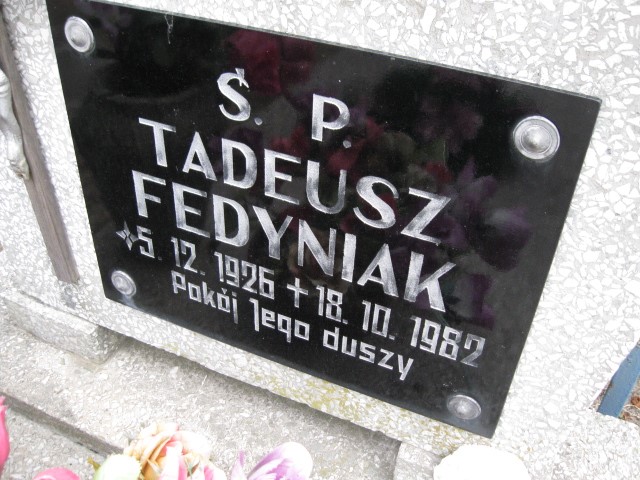 Ś. P.
TADEUSZ
FEDYNIAK
5. 12. 1926 + 18. 10. 1982
Pokój Jego duszy